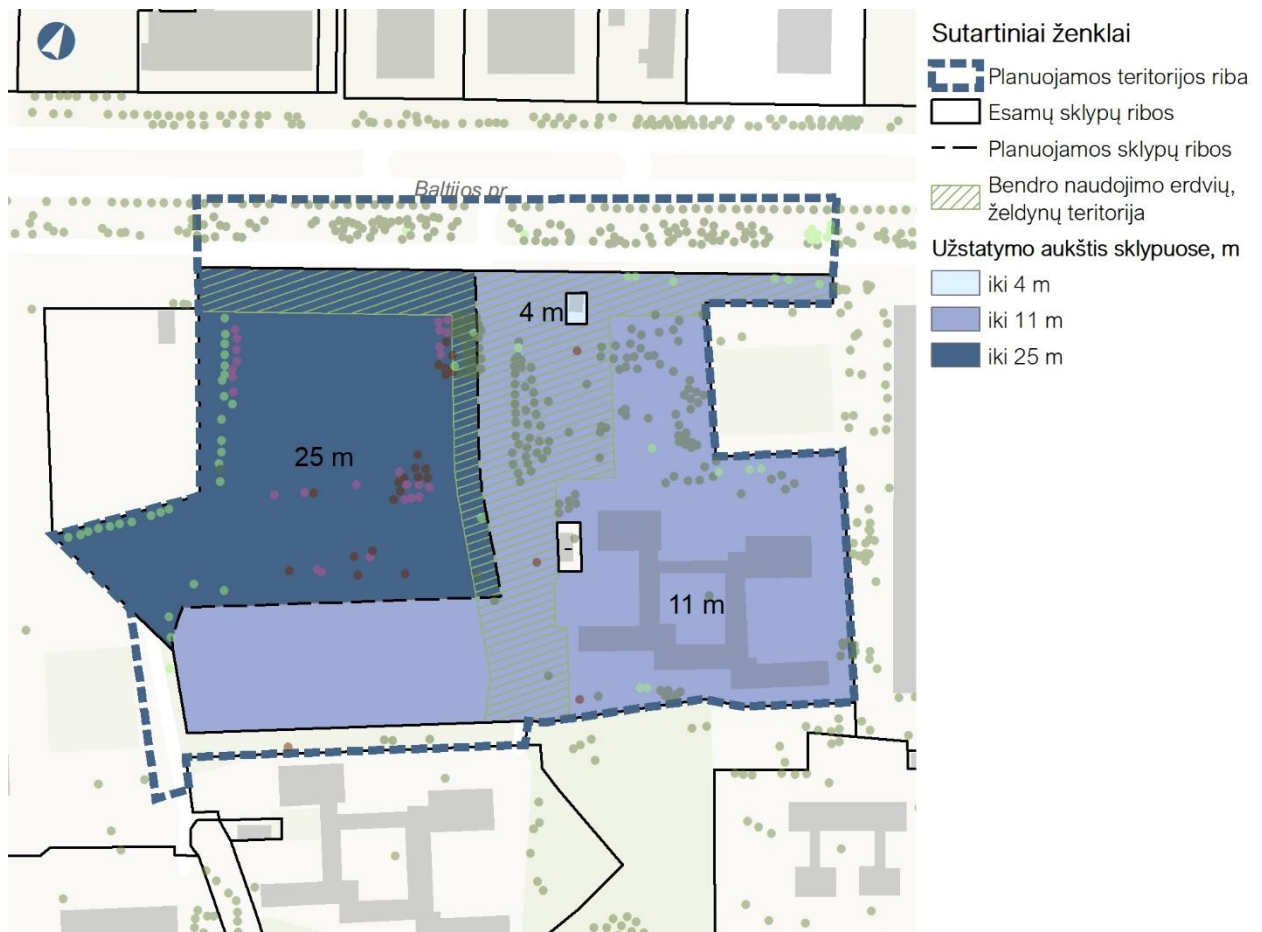 Sutartiniai ženklai
Planuojamos teritorijos riba
Esamų sklypų ribos
Planuojamos sklypų ribos
Bendro naudojimo erdvių,
želdynų teritorija
Užstatymo aukštis sklypuose, m
iki 4 m
iki 11 m
iki 25 m
Baltijos pr
4 m
25 m
-
11 m